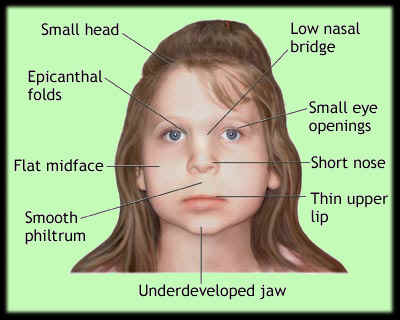 Small head
Low nasal
bridge
Epicanthal
folds
Small eye
openings
Flat midface
Short nose
Smooth
philtrum
Thin upper
lip
Underdeveloped jaw